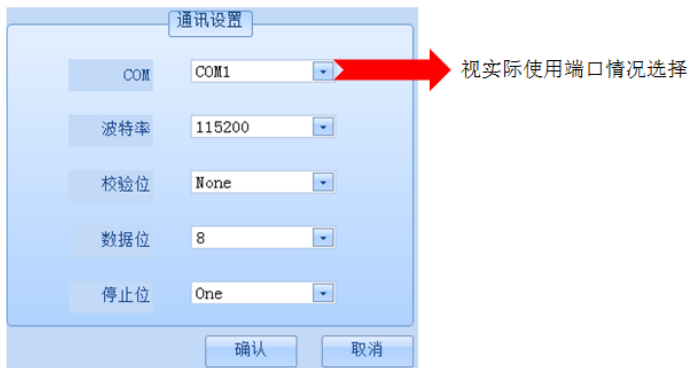 通讯设置
COM COM1 视实际使用端口情况选择
波特率 115200
校验位 None
数据位 8
停止位 One
确认 取消